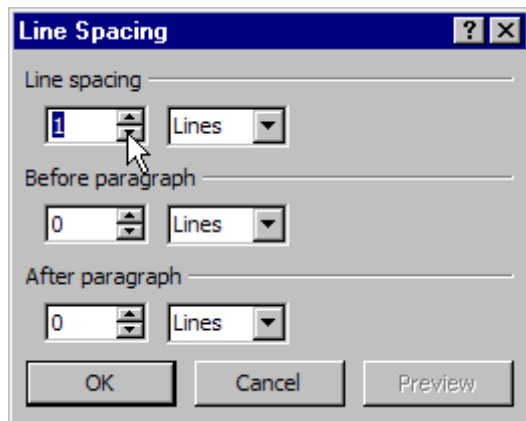 Line Spacing
Line spacing
1 Lines
Before paragraph
0 Lines
After paragraph
0 Lines
OK Cancel Preview